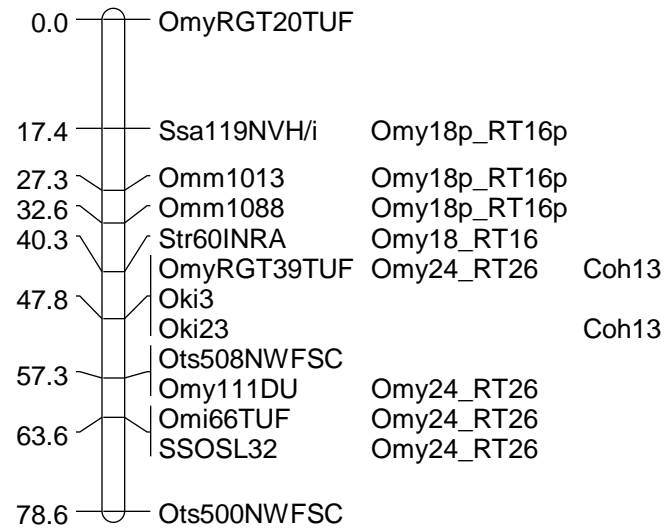 0.0 OmyRGT20TUF
17.4 Ssa119NVH/i Omy18p_RT16p
27.3 Omm1013 Omy18p_RT16p
32.6 Omm1088 Omy18p_RT16p
40.3 Str60INRA Omy18_RT16
OmyRGT39TUF Omy24_RT26 Coh13
47.8 Oki3
Oki23 Coh13
Ots508NWFSC
57.3 Omy111DU Omy24_RT26
Omi66TUF Omy24_RT26
63.6 SSOSL32 Omy24_RT26
78.6 Ots500NWFSC